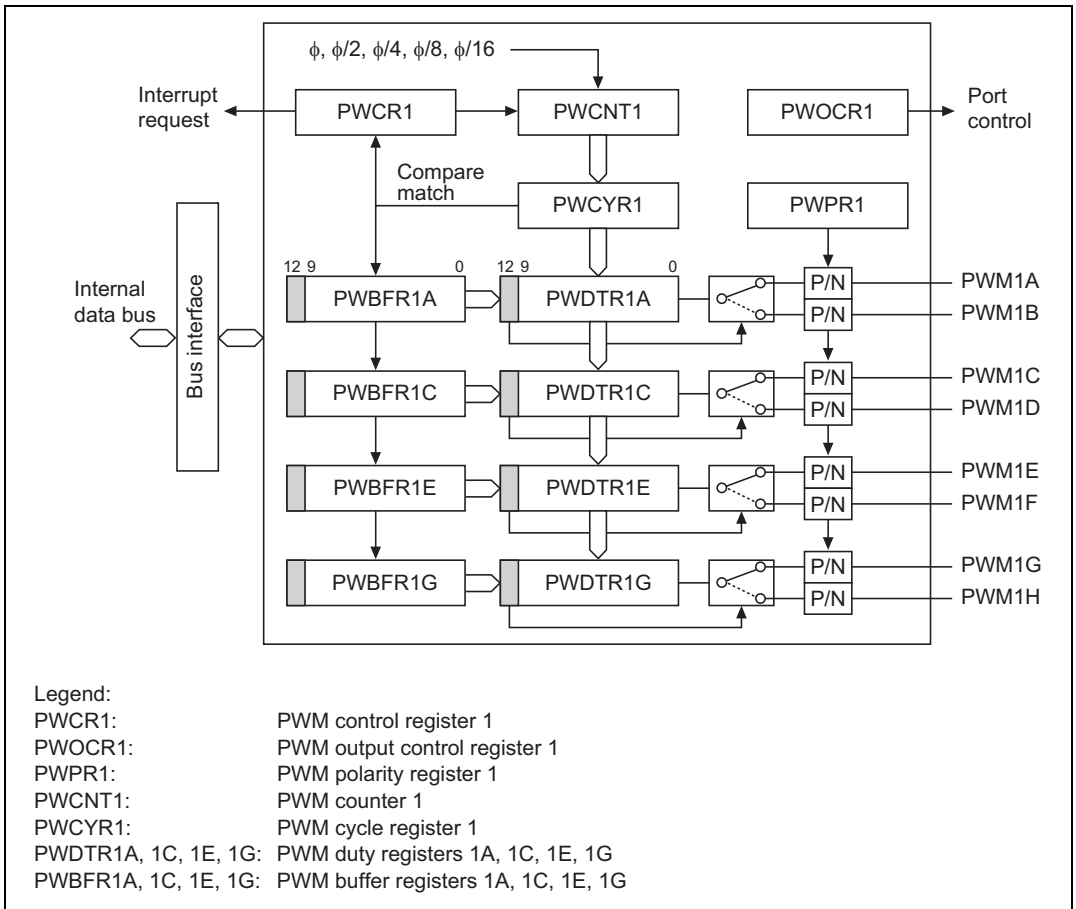 ϕ, ϕ/2, ϕ/4, ϕ/8, ϕ/16
Interrupt
request
PWCR1
PWCNT1
PWOCR1
Port
control
Compare
match
PWCYR1
PWPR1
Internal
data bus
Bus interface
12 9 0
12 9 0
PWBFR1A
PWDTR1A
P/N
PWM1A
P/N
PWM1B
PWBFR1C
PWDTR1C
P/N
PWM1C
P/N
PWM1D
PWBFR1E
PWDTR1E
P/N
PWM1E
P/N
PWM1F
PWBFR1G
PWDTR1G
P/N
PWM1G
P/N
PWM1H
Legend:
PWCR1: PWM control register 1
PWOCR1: PWM output control register 1
PWPR1: PWM polarity register 1
PWCNT1: PWM counter 1
PWCYR1: PWM cycle register 1
PWDTR1A, 1C, 1E, 1G: PWM duty registers 1A, 1C, 1E, 1G
PWBFR1A, 1C, 1E, 1G: PWM buffer registers 1A, 1C, 1E, 1G